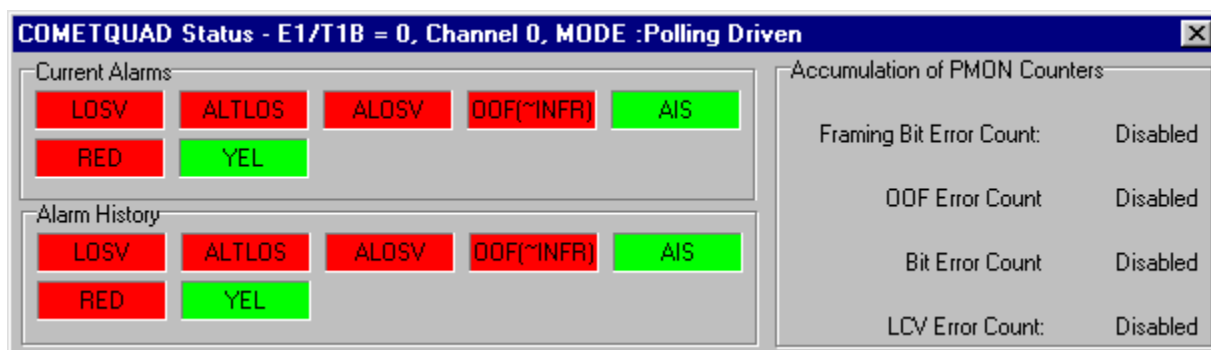 COMETQUAD Status - E1/T1B = 0, Channel 0, MODE :Polling Driven
Current Alarms
LOSV ALTLOS ALOSV OOF(~INFR) AIS
RED YEL
Alarm History
LOSV ALTLOS ALOSV OOF(~INFR) AIS
RED YEL
Accumulation of PMON Counters
Framing Bit Error Count: Disabled
OOF Error Count Disabled
Bit Error Count Disabled
LCV Error Count: Disabled